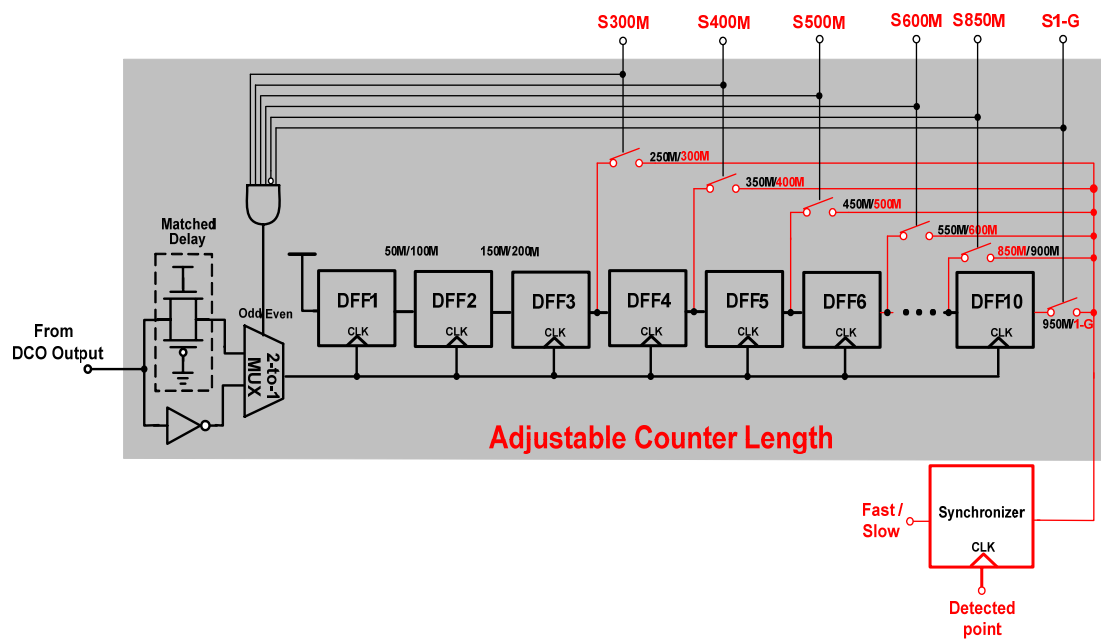 S300M S400M S500M S600M S850M S1-G
250M/300M
350M/400M
450M/500M
550M/600M
850M/900M
Matched
Delay
50M/100M 150M/200M
Odd Even
DFF1 DFF2 DFF3 DFF4 DFF5 DFF6 DFF10
CLK CLK CLK CLK CLK CLK CLK
950M/1-G
From
DCO Output
2-to-1
MUX
Adjustable Counter Length
Fast /
Slow
Synchronizer
CLK
Detected
point